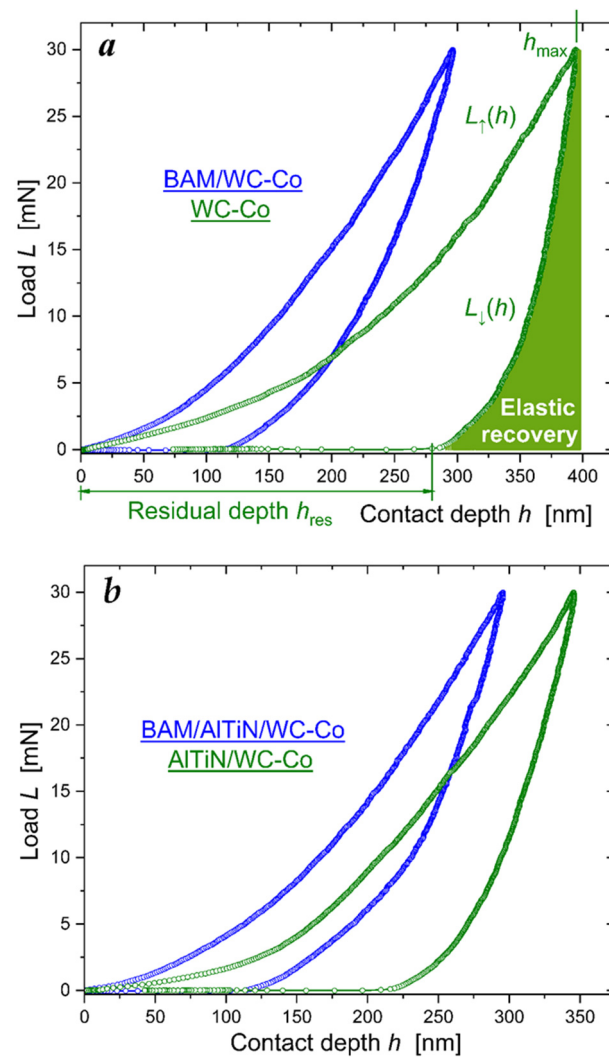 a
h_max
30
25
20
15
10
5
0
Load L [mN]
BAM/WC-Co
WC-Co
L↑(h)
L↓(h)
Elastic
recovery
0 50 100 150 200 250 300 350 400
Residual depth h_res
Contact depth h [nm]
b
30
25
20
15
10
5
0
Load L [mN]
BAM/AlTiN/WC-Co
AlTiN/WC-Co
0 50 100 150 200 250 300 350
Contact depth h [nm]